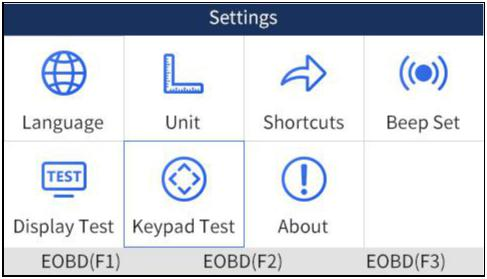 Settings
Language Unit Shortcuts Beep Set
TEST
Display Test Keypad Test About
EOBD(F1) EOBD(F2) EOBD(F3)